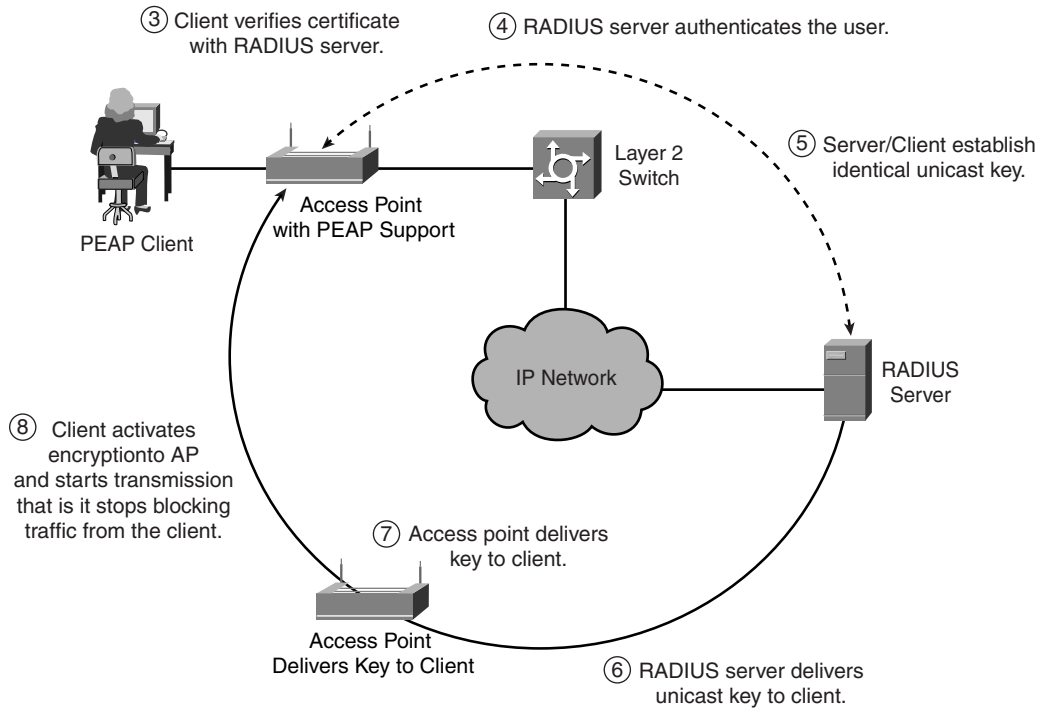 ③ Client verifies certificate
with RADIUS server.
④ RADIUS server authenticates the user.
⑤ Server/Client establish
identical unicast key.
Layer 2
Switch
Access Point
with PEAP Support
PEAP Client
IP Network
RADIUS
Server
⑧ Client activates
encryptionto AP
and starts transmission
that is it stops blocking
traffic from the client.
⑦ Access point delivers
key to client.
Access Point
Delivers Key to Client
⑥ RADIUS server delivers
unicast key to client.